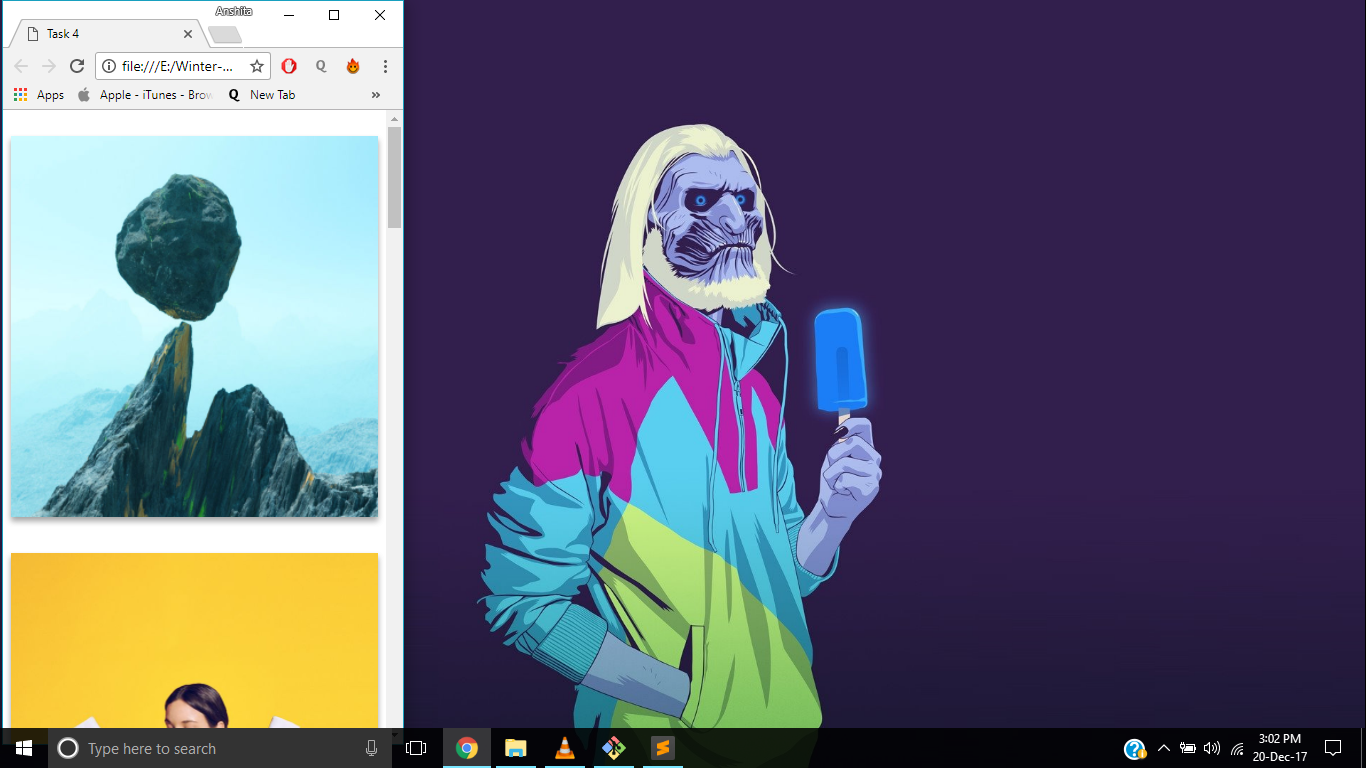 Anshita
Task 4
file:///E:/Winter-...
Apps
Apple - iTunes - Brow
Q
New Tab
»
Type here to search
3:02 PM
20-Dec-17